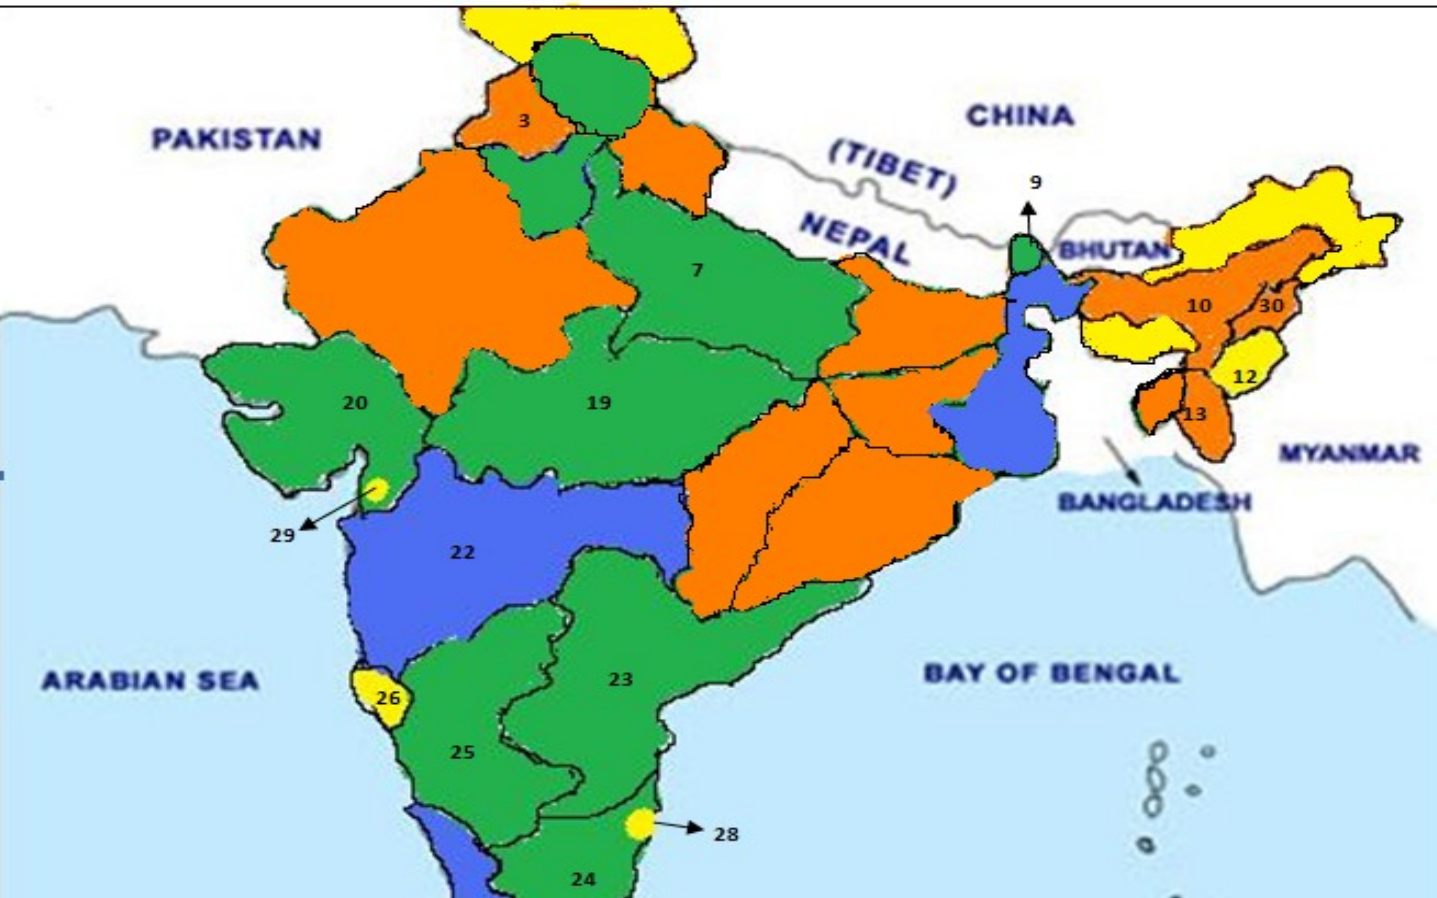 CHINA
3
PAKISTAN
(TIBET)
9
NEPAL
BHUTAN
7
10
30
12
20
19
13
MYANMAR
BANGLADESH
29
22
ARABIAN SEA
23
BAY OF BENGAL
26
25
28
24